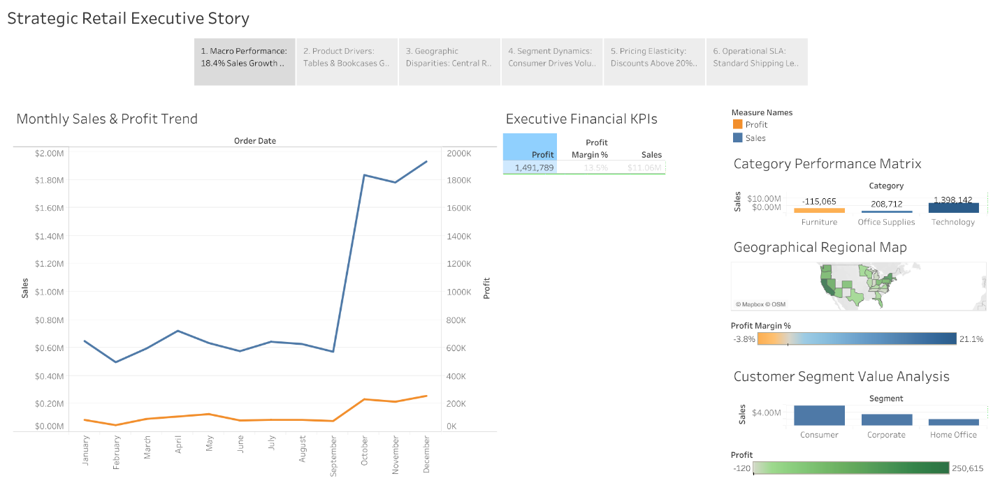 Strategic Retail Executive Story
1. Macro Performance:
18.4% Sales Growth ..
2. Product Drivers:
Tables & Bookcases G..
3. Geographic
Disparities: Central R..
4. Segment Dynamics:
Consumer Drives Volu..
5. Pricing Elasticity:
Discounts Above 20%..
6. Operational SLA:
Standard Shipping Le..
Monthly Sales & Profit Trend
Order Date
Sales
$2.00M
$1.80M
$1.60M
$1.40M
$1.20M
$1.00M
$0.80M
$0.60M
$0.40M
$0.20M
$0.00M
2000K
1800K
1600K
1400K
1200K
1000K
800K
600K
400K
200K
0K
Profit
January
February
March
April
May
June
July
August
September
October
November
December
Executive Financial KPIs
Profit
Profit
Margin %
Sales
1,491,789
13.5%
$11.06M
Measure Names
Profit
Sales
Category Performance Matrix
Category
Sales
$10.00M
$0.00M
-115,065
208,712
1,398,142
Furniture
Office Supplies
Technology
Geographical Regional Map
© Mapbox © OSM
Profit Margin %
-3.8%
21.1%
Customer Segment Value Analysis
Segment
Sales
$4.00M
Consumer
Corporate
Home Office
Profit
-120
250,615